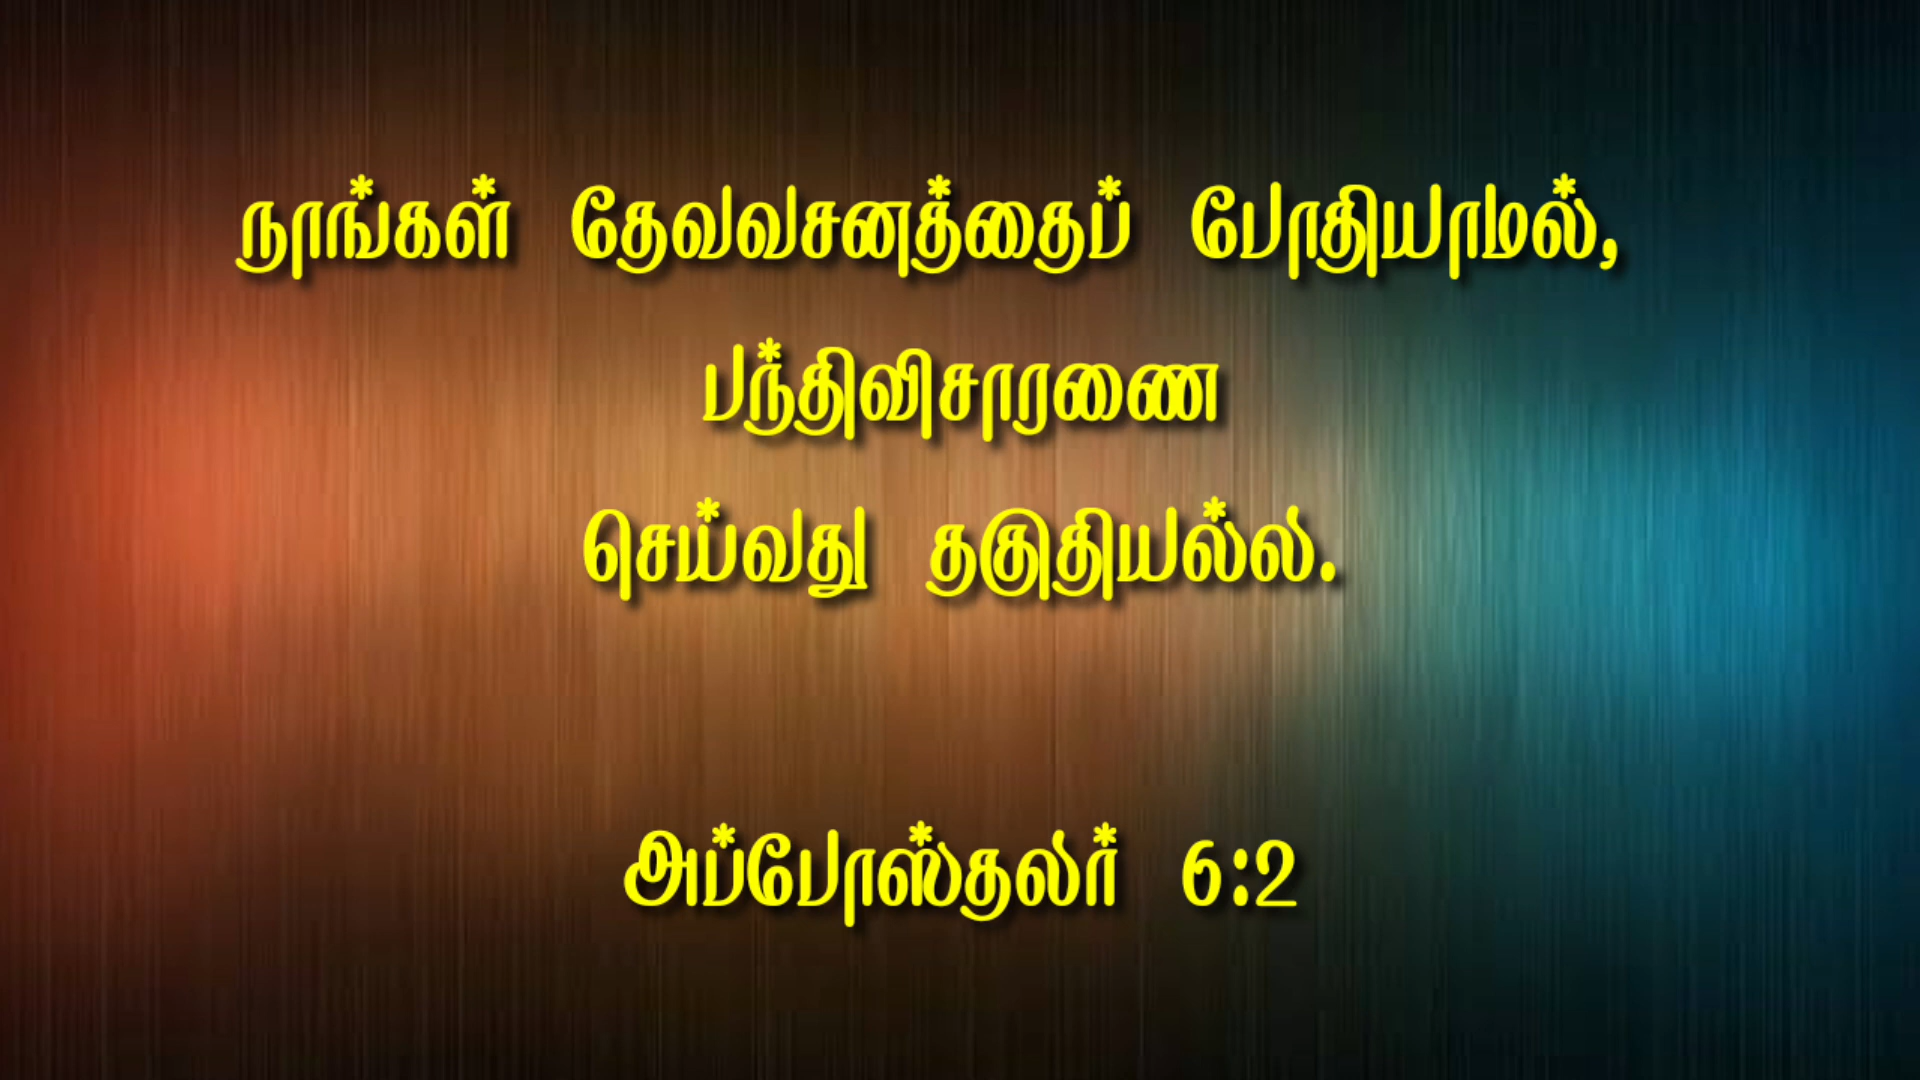 நாங்கள் தேவவசனத்தைப் போதியாமல்,
பந்திவிசாரணை
செய்வது தகுதியல்ல.
அப்போஸ்தலர் 6:2